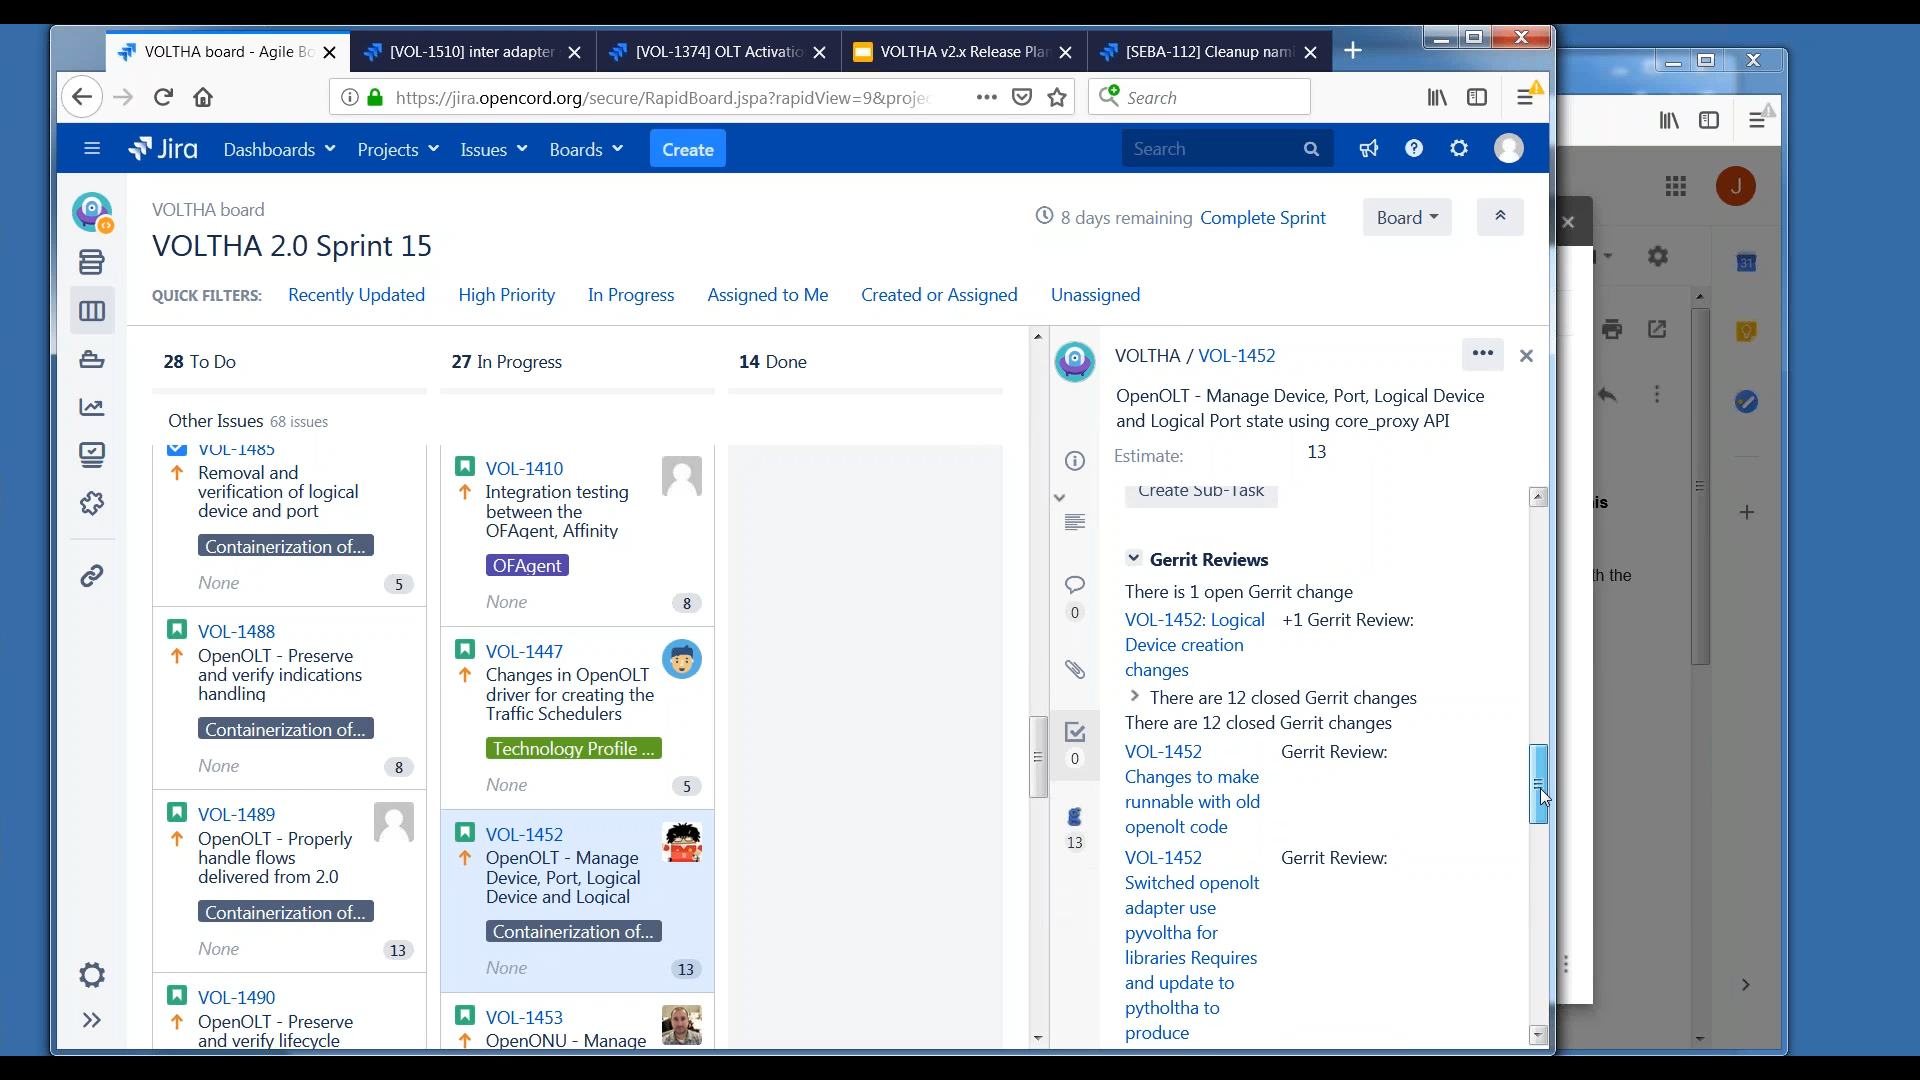 VOLTHA board - Agile Bo
[VOL-1510] inter adapter
[VOL-1374] OLT Activatio
VOLTHA v2.x Release Plan
[SEBA-112] Cleanup nami
https://jira.opencord.org/secure/RapidBoard.jspa?rapidView=9&projec
Search
Jira
Dashboards
Projects
Issues
Boards
Create
Search
VOLTHA board
VOLTHA 2.0 Sprint 15
8 days remaining
Complete Sprint
Board
QUICK FILTERS:
Recently Updated
High Priority
In Progress
Assigned to Me
Created or Assigned
Unassigned
28 To Do
27 In Progress
14 Done
Other Issues 68 issues
VOL-1485
Removal and
verification of logical
device and port
Containerization of...
None
5
VOL-1488
OpenOLT - Preserve
and verify indications
handling
Containerization of...
None
8
VOL-1489
OpenOLT - Properly
handle flows
delivered from 2.0
Containerization of...
None
13
VOL-1490
OpenOLT - Preserve
and verify lifecycle
VOL-1410
Integration testing
between the
OFAgent, Affinity
OFAgent
None
8
VOL-1447
Changes in OpenOLT
driver for creating the
Traffic Schedulers
Technology Profile ...
None
5
VOL-1452
OpenOLT - Manage
Device, Port, Logical
Device and Logical
Containerization of...
None
13
VOL-1453
OpenONU - Manage
0
0
13
VOLTHA / VOL-1452
OpenOLT - Manage Device, Port, Logical Device
and Logical Port state using core_proxy API
Estimate:
13
Create Sub-Task
Gerrit Reviews
There is 1 open Gerrit change
VOL-1452: Logical +1 Gerrit Review:
Device creation
changes
There are 12 closed Gerrit changes
There are 12 closed Gerrit changes
VOL-1452 Gerrit Review:
Changes to make
runnable with old
openolt code
VOL-1452 Gerrit Review:
Switched openolt
adapter use
pyvoltha for
libraries Requires
and update to
pytholtha to
produce
J
31
is
h the